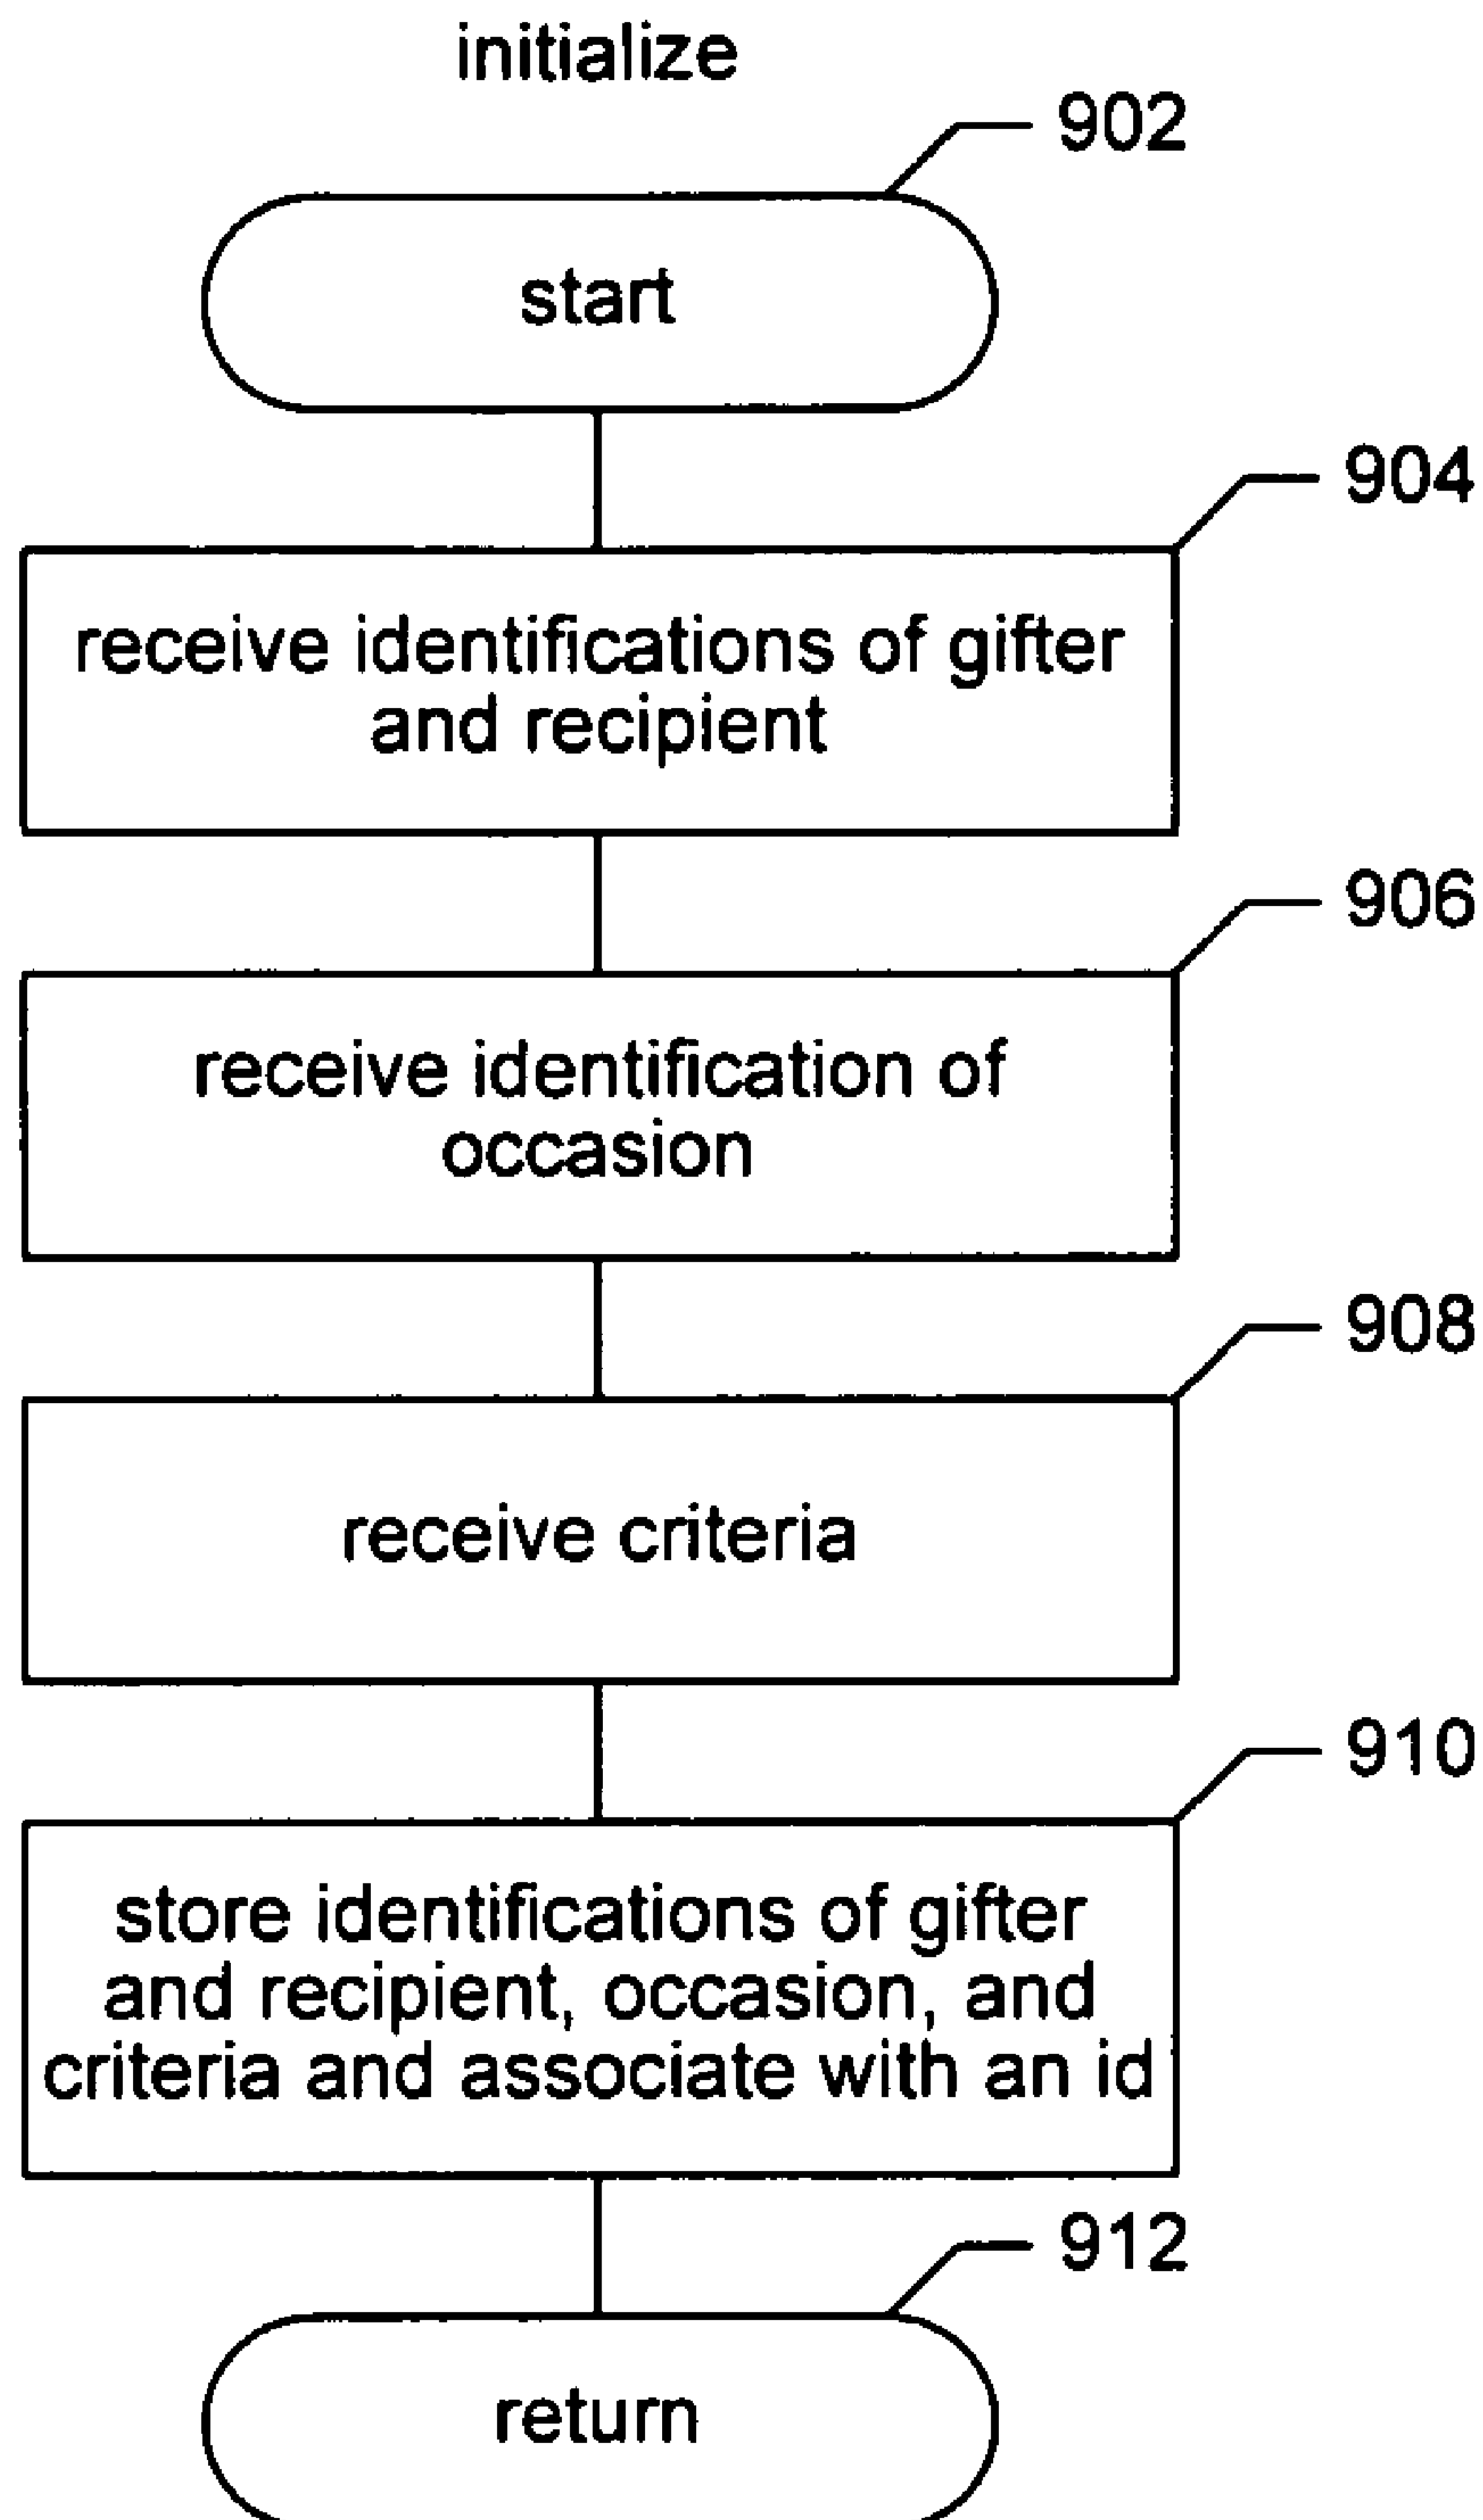 initialize
902
start
904
receive identifications of gifter
and recipient
906
receive identification of
occasion
908
receive criteria
910
store identifications of gifter
and recipient, occasion, and
criteria and associate with an id
912
return